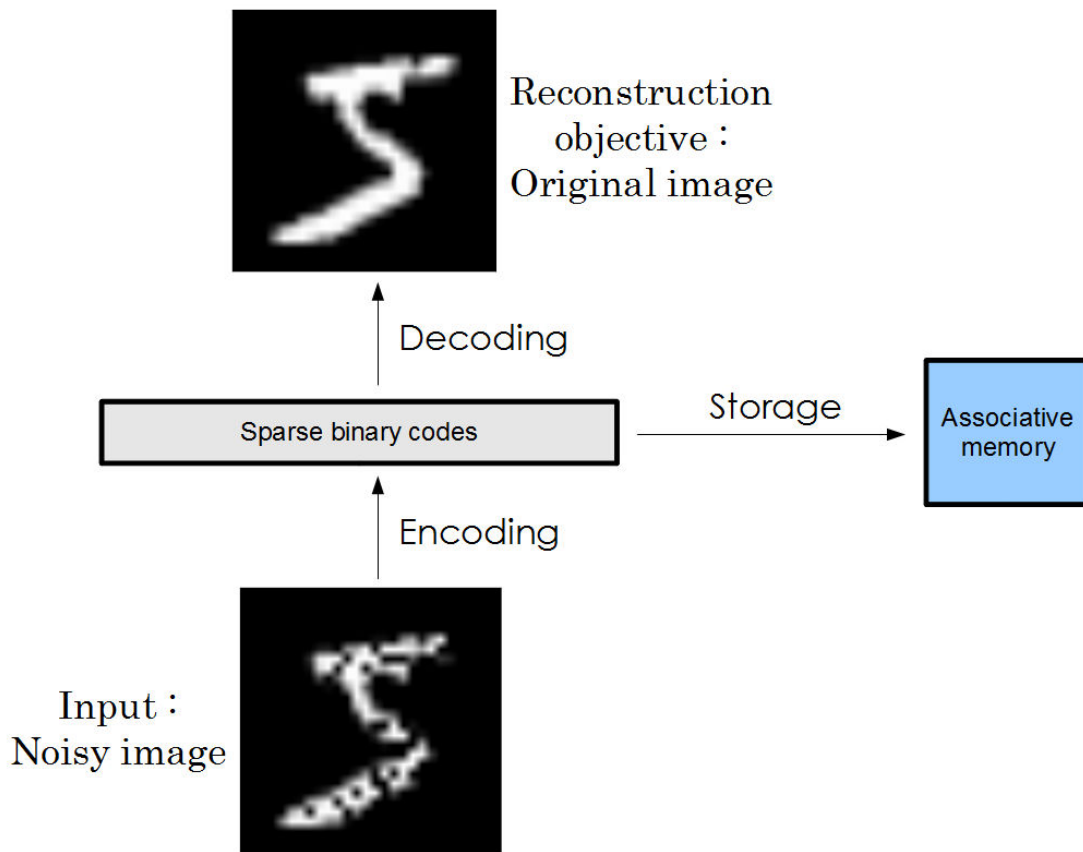 Reconstruction
objective :
Original image
Decoding
Sparse binary codes
Storage
Associative
memory
Encoding
Input :
Noisy image